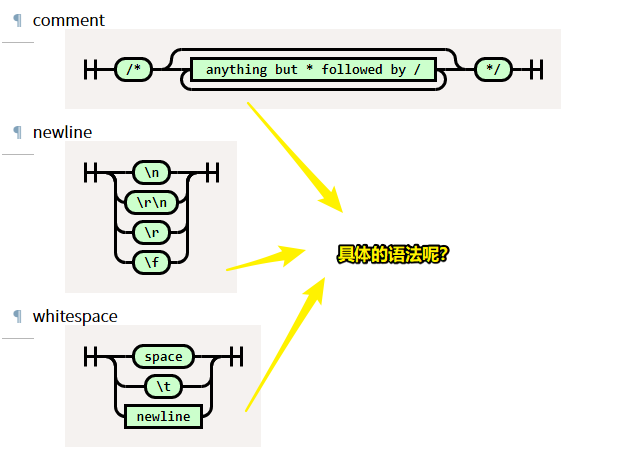 ¶ comment
/* anything but * followed by / */
¶ newline
\n
\r\n
\r
\f
具体的语法呢?
¶ whitespace
space
\t
newline